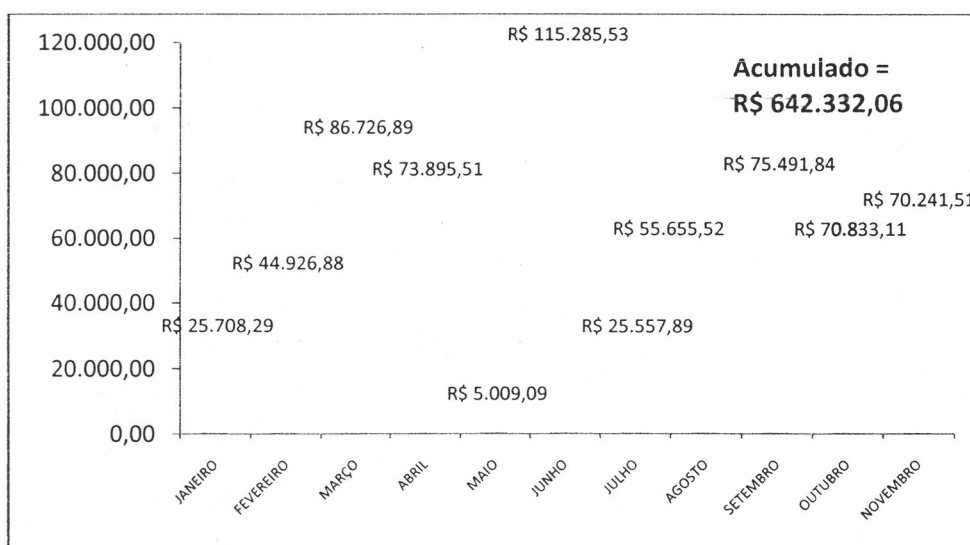 R$ 115.285,53
120.000,00
Acumulado =
R$ 642.332,06
100.000,00
R$ 86.726,89
80.000,00
R$ 73.895,51
R$ 75.491,84
R$ 70.241,51
60.000,00
R$ 55.655,52
R$ 70.833,11
R$ 44.926,88
40.000,00
R$ 25.708,29
R$ 25.557,89
20.000,00
R$ 5.009,09
0,00
JANEIRO
FEVEREIRO
MARÇO
ABRIL
MAIO
JUNHO
JULHO
AGOSTO
SETEMBRO
OUTUBRO
NOVEMBRO